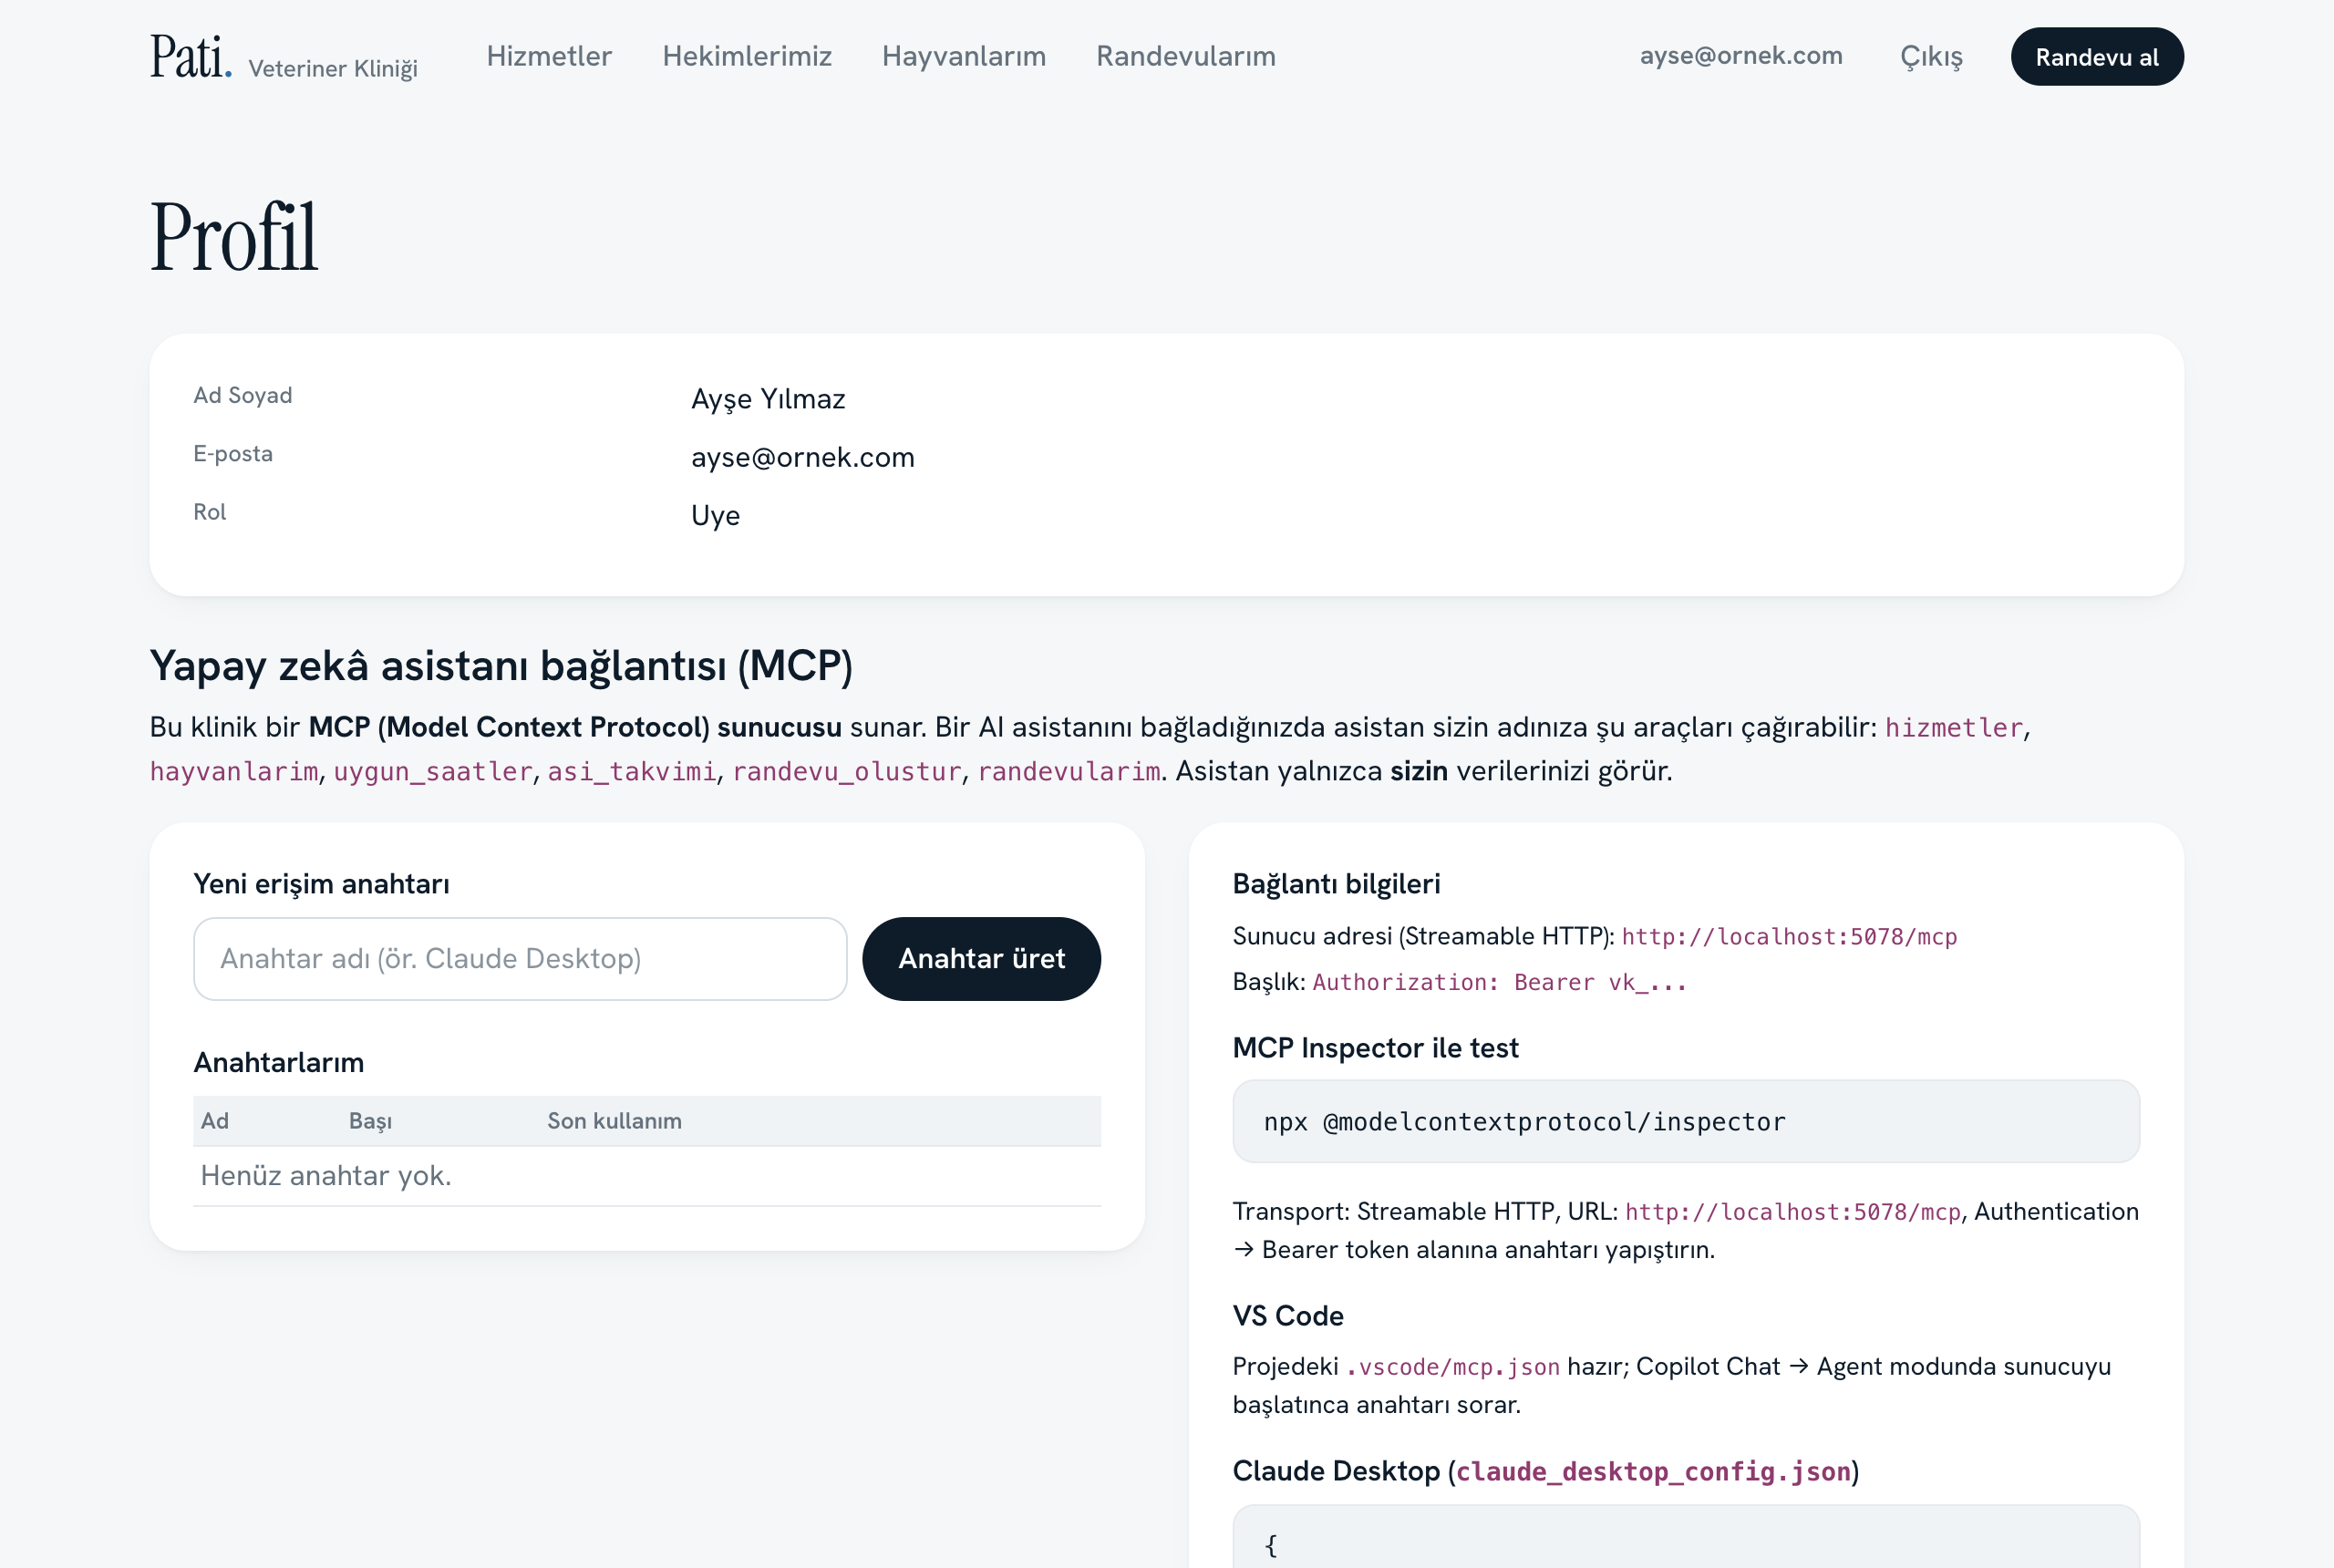 Pati. Veteriner Kliniği Hizmetler Hekimlerimiz Hayvanlarım Randevularım ayse@ornek.com Çıkış Randevu al
Profil
Ad Soyad Ayşe Yılmaz
E-posta ayse@ornek.com
Rol Uye
Yapay zekâ asistanı bağlantısı (MCP)
Bu klinik bir MCP (Model Context Protocol) sunucusu sunar. Bir AI asistanını bağladığınızda asistan sizin adınıza şu araçları çağırabilir: hizmetler,
hayvanlarim, uygun_saatler, asi_takvimi, randevu_olustur, randevularim. Asistan yalnızca sizin verilerinizi görür.
Yeni erişim anahtarı
Anahtar adı (ör. Claude Desktop) Anahtar üret
Anahtarlarım
Ad Başı Son kullanım
Henüz anahtar yok.
Bağlantı bilgileri
Sunucu adresi (Streamable HTTP): http://localhost:5078/mcp
Başlık: Authorization: Bearer vk_...
MCP Inspector ile test
npx @modelcontextprotocol/inspector
Transport: Streamable HTTP, URL: http://localhost:5078/mcp, Authentication
→ Bearer token alanına anahtarı yapıştırın.
VS Code
Projedeki .vscode/mcp.json hazır; Copilot Chat → Agent modunda sunucuyu
başlatınca anahtarı sorar.
Claude Desktop (claude_desktop_config.json)
{